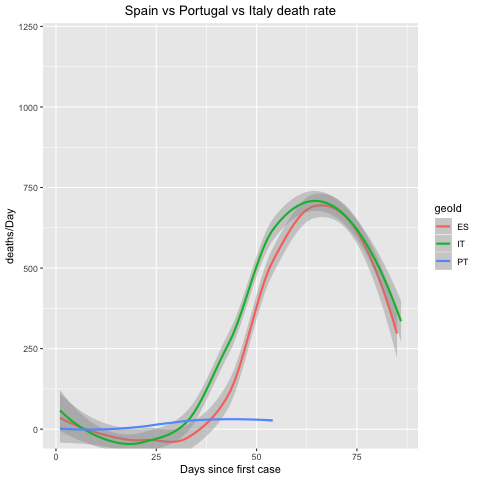 Spain vs Portugal vs Italy death rate
1250
1000
750
500
250
0
deaths/Day
0 25 50 75
Days since first case
geoId
ES
IT
PT